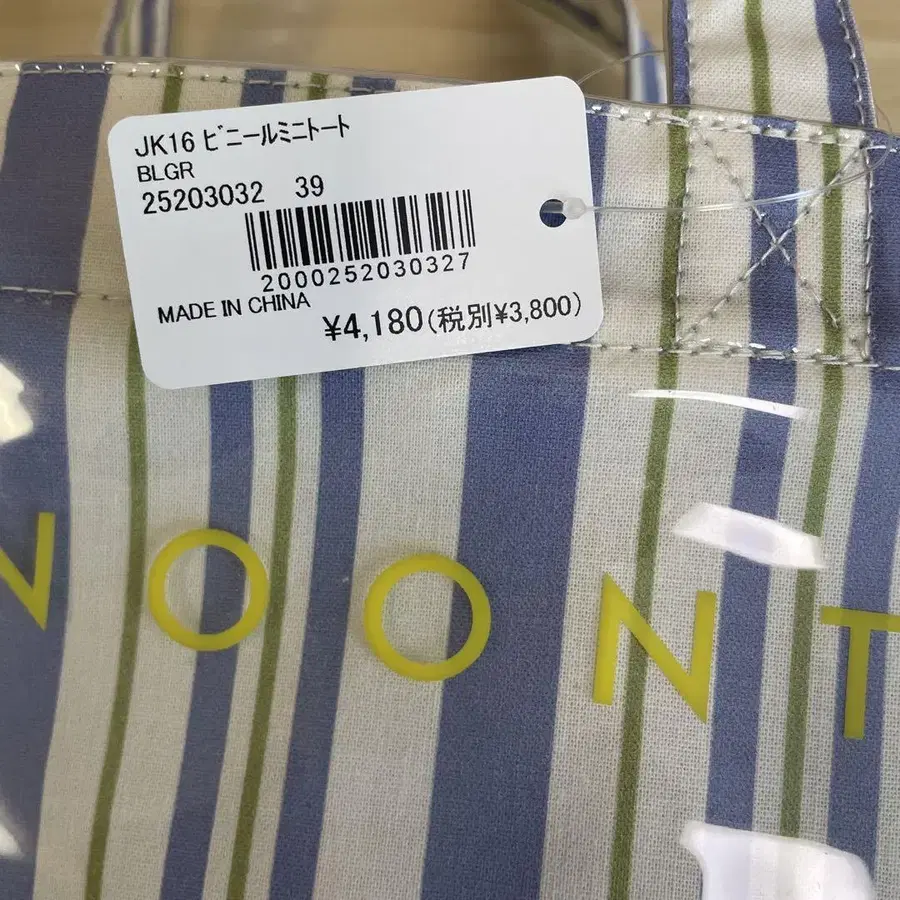 JK16 ﾋﾞﾆｰﾙﾐﾆﾄｰﾄ
BLGR
25203032 39
2000252030327
MADE IN CHINA
¥4,180(税別¥3,800)
NOONT